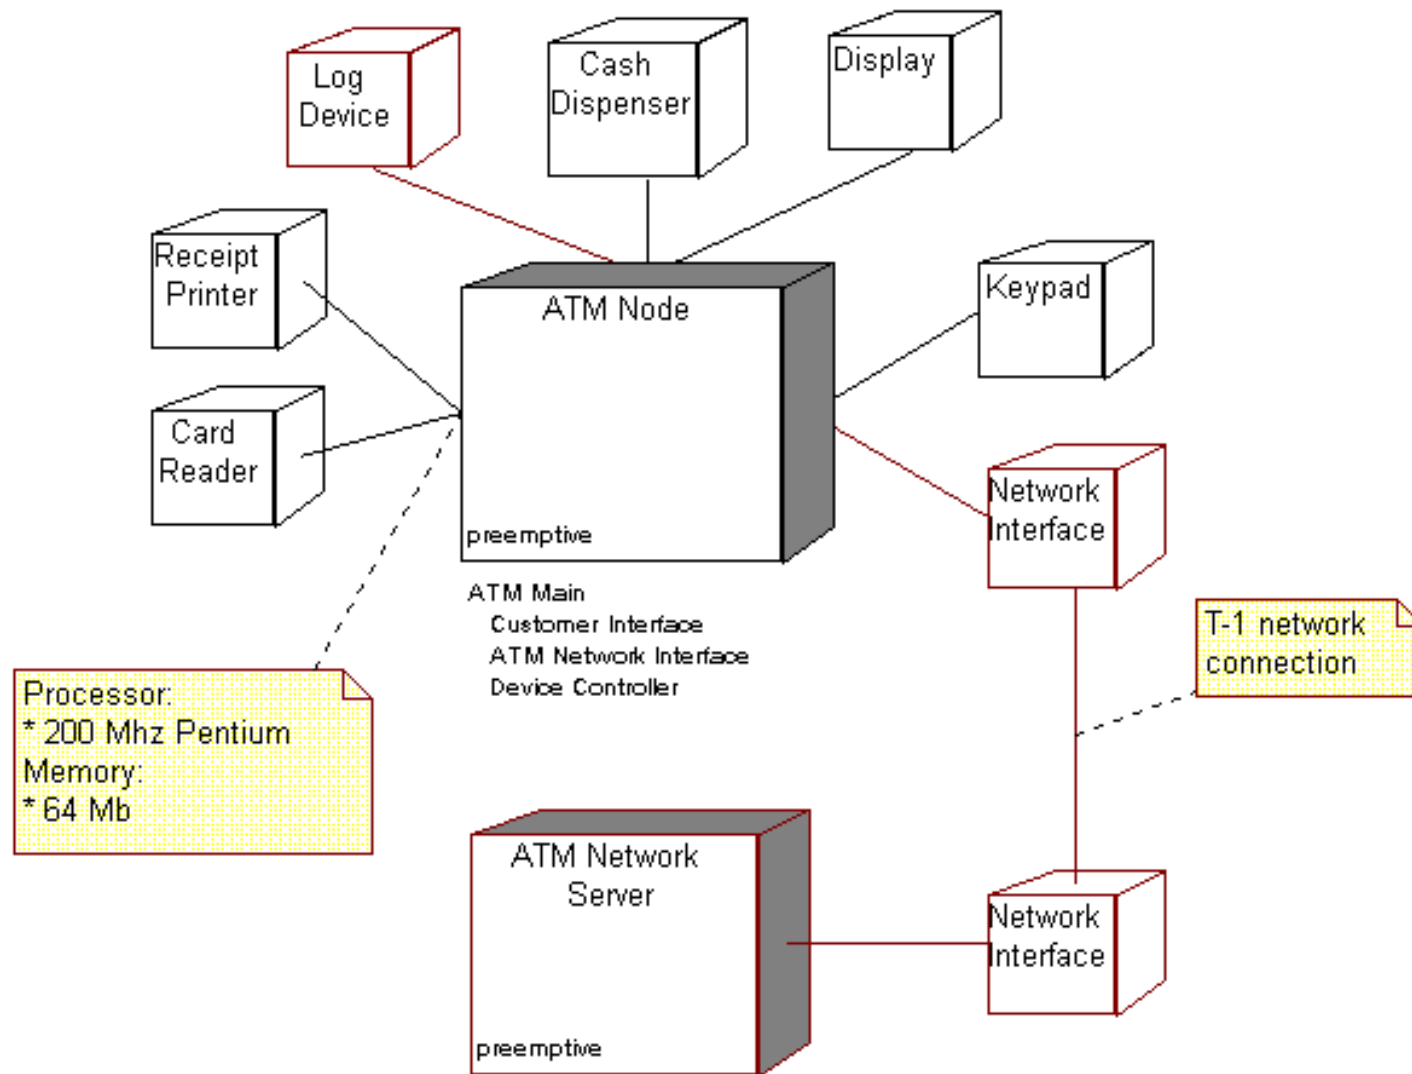 Log
Device
Cash
Dispenser
Display
Receipt
Printer
ATM Node
Keypad
Card
Reader
Network
Interface
preemptive
ATM Main
Customer Interface
ATM Network Interface
Device Controller
T-1 network
connection
Processor:
* 200 Mhz Pentium
Memory:
* 64 Mb
ATM Network
Server
Network
Interface
preemptive